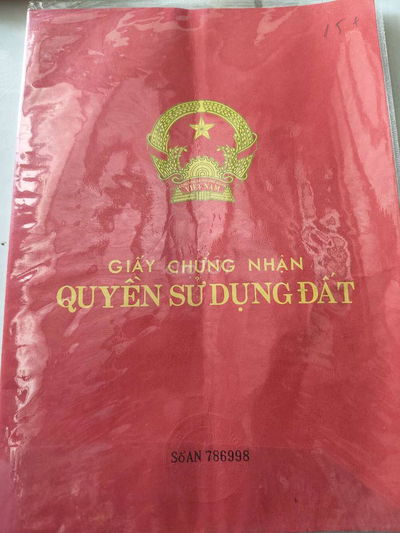 VIỆT NAM
GIẤY CHỨNG NHẬN
QUYỀN SỬ DỤNG ĐẤT
Số AN 786998